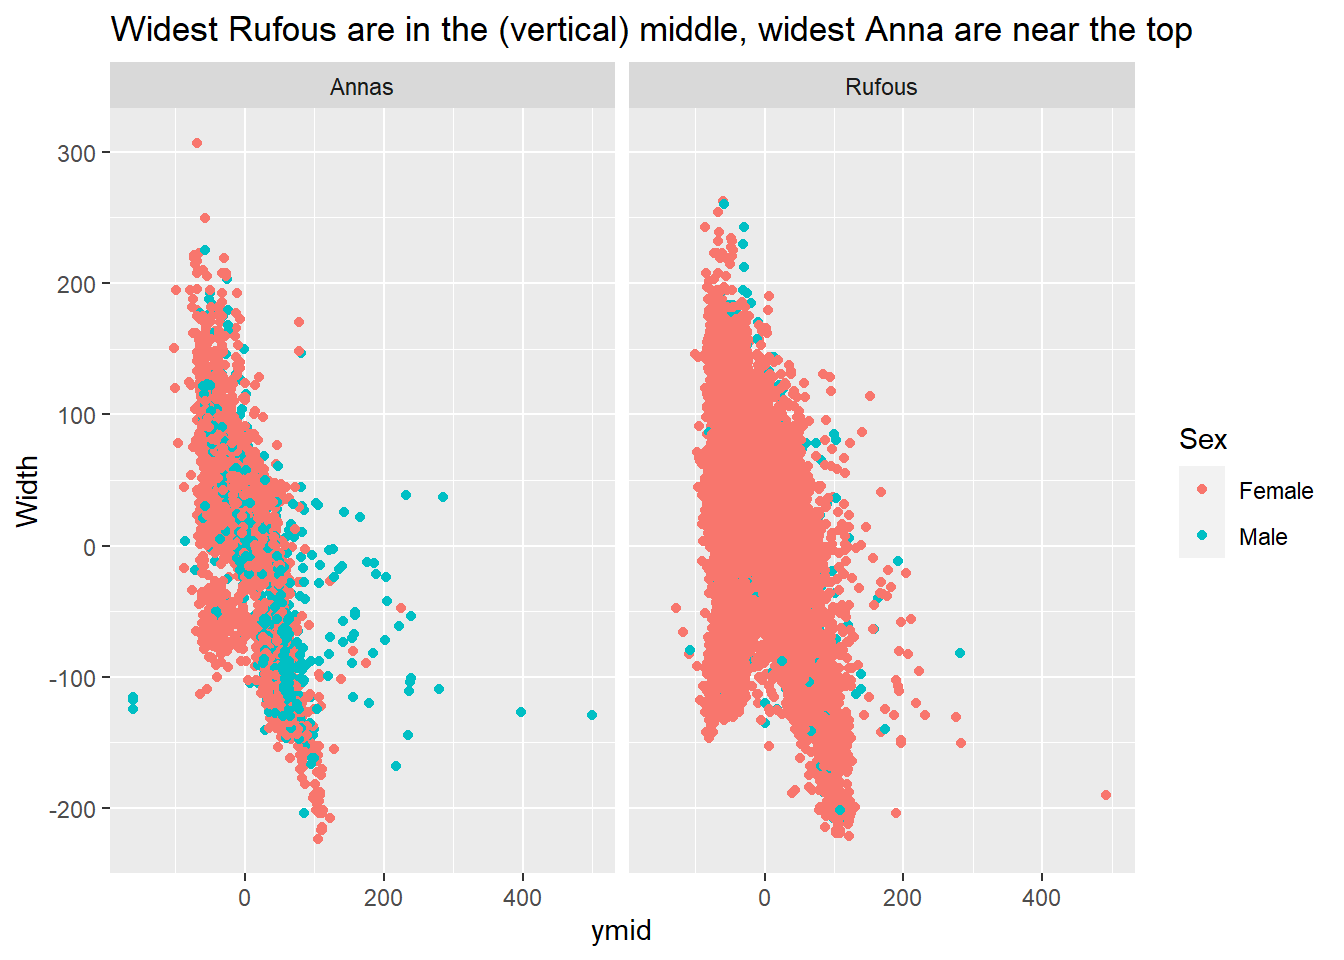 Widest Rufous are in the (vertical) middle, widest Anna are near the top
Annas
Rufous
300
200
100
0
-100
-200
Width
0
200
400
0
200
400
ymid
Sex
Female
Male